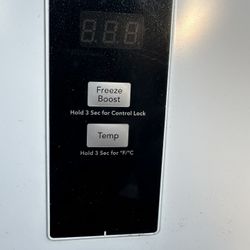 Freeze
Boost
Hold 3 Sec for Control Lock
Temp
Hold 3 Sec for °F/°C